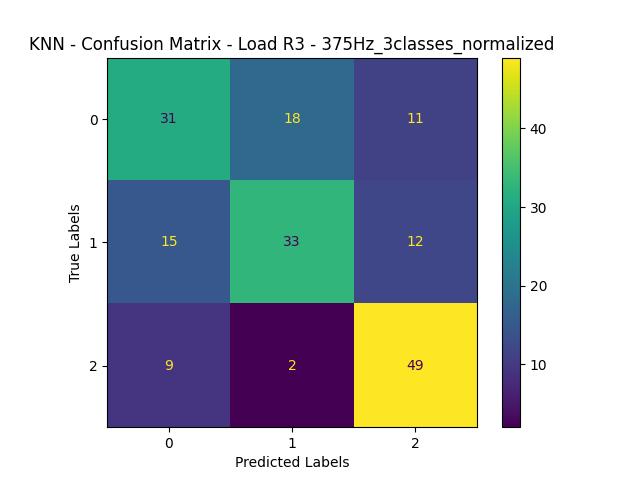 KNN - Confusion Matrix - Load R3 - 375Hz_3classes_normalized
True Labels
0
31 18 11
1
15 33 12
2
9 2 49
0 1 2
Predicted Labels
40
30
20
10